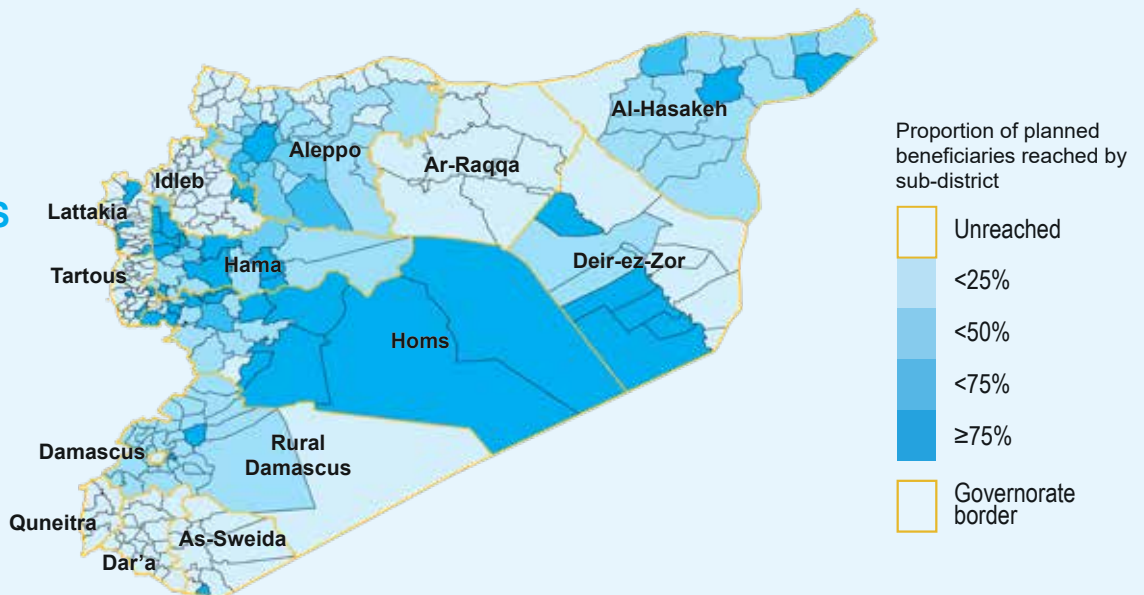 Al-Hasakeh
Aleppo
Ar-Raqqa
Idleb
Lattakia
S
Hama
Deir-ez-Zor
Tartous
Homs
Damascus
Rural
Damascus
Quneitra
As-Sweida
Dar'a
Proportion of planned
beneficiaries reached by
sub-district
Unreached
<25%
<50%
<75%
≥75%
Governorate
border